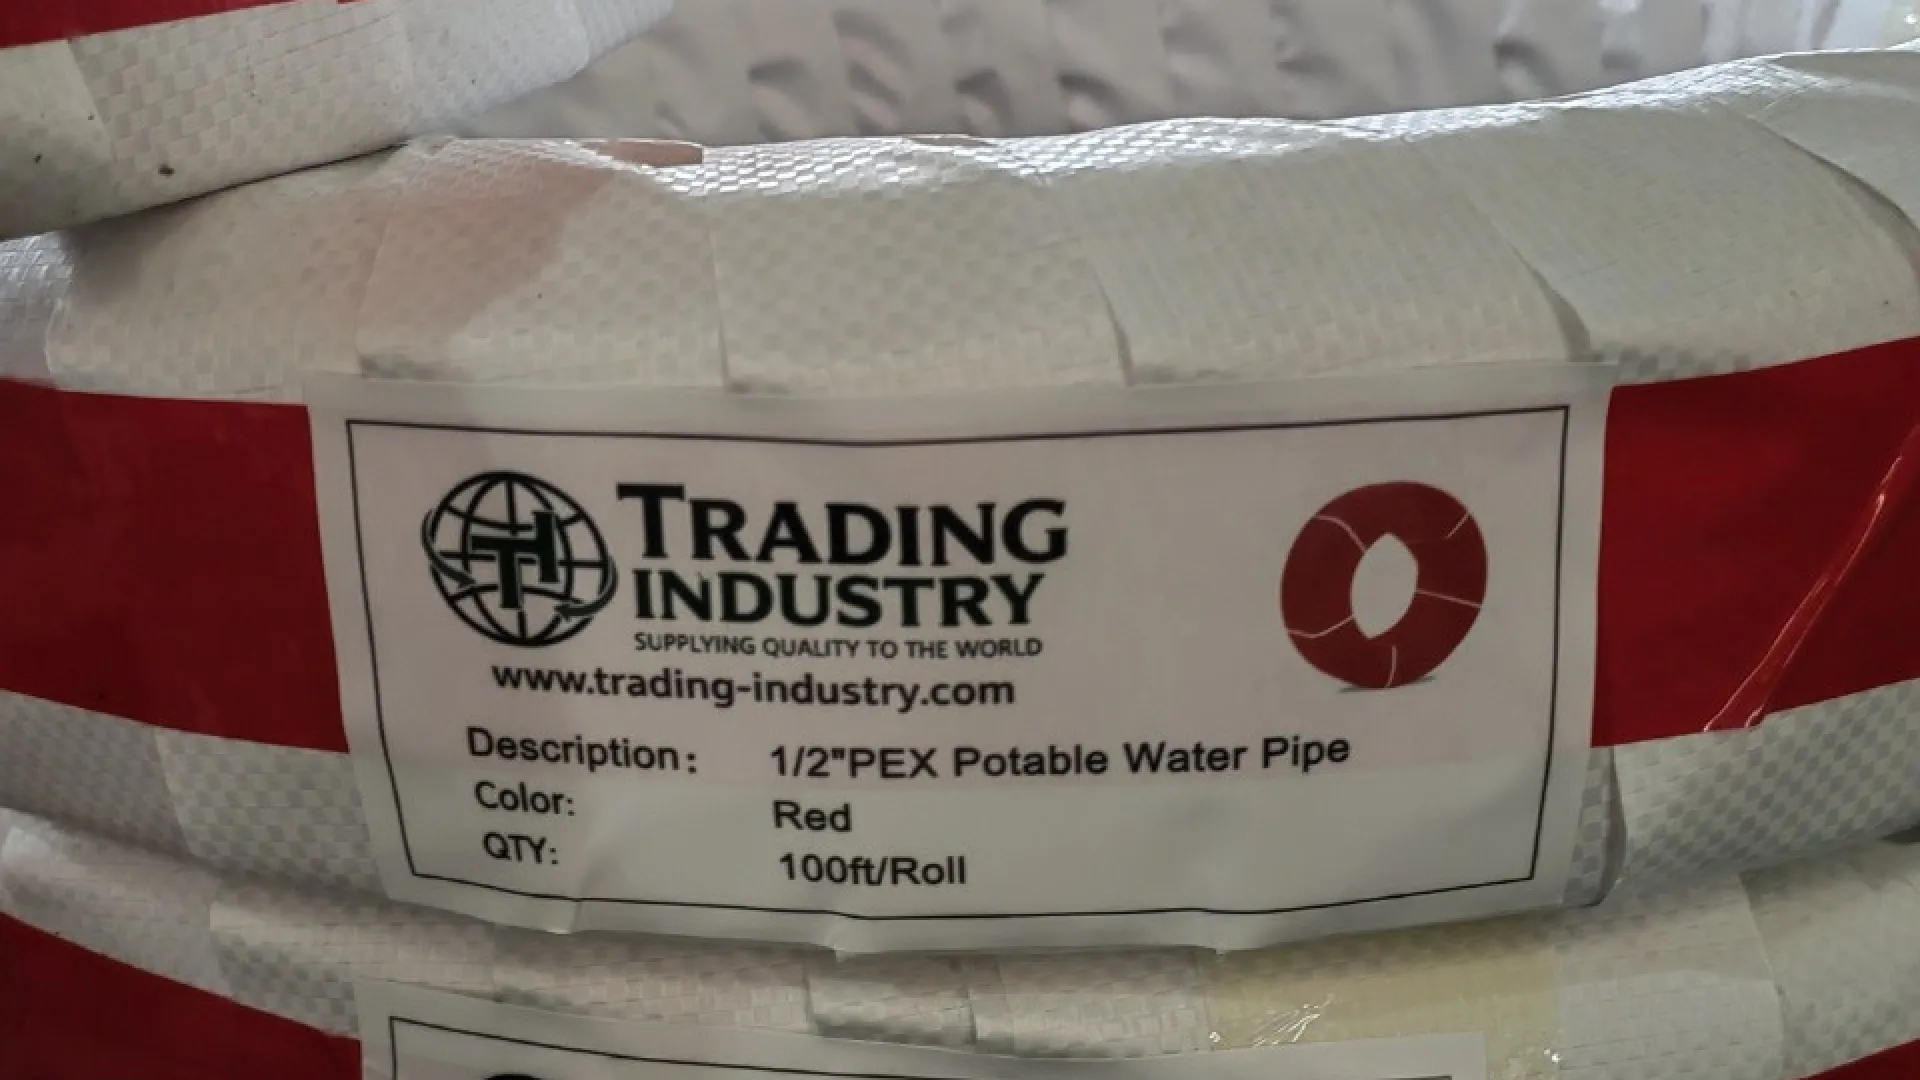 TH
TRADING
INDUSTRY
SUPPLYING QUALITY TO THE WORLD
www.trading-industry.com
Description: 1/2"PEX Potable Water Pipe
Color: Red
QTY: 100ft/Roll